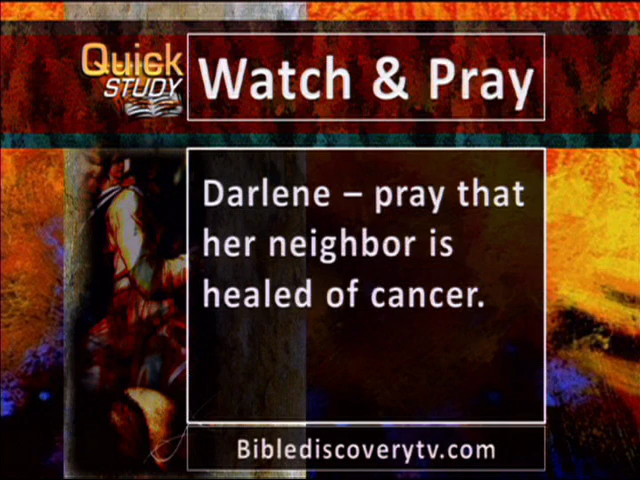 Quick
STUDY
Watch & Pray
Darlene – pray that
her neighbor is
healed of cancer.
Biblediscoverytv.com